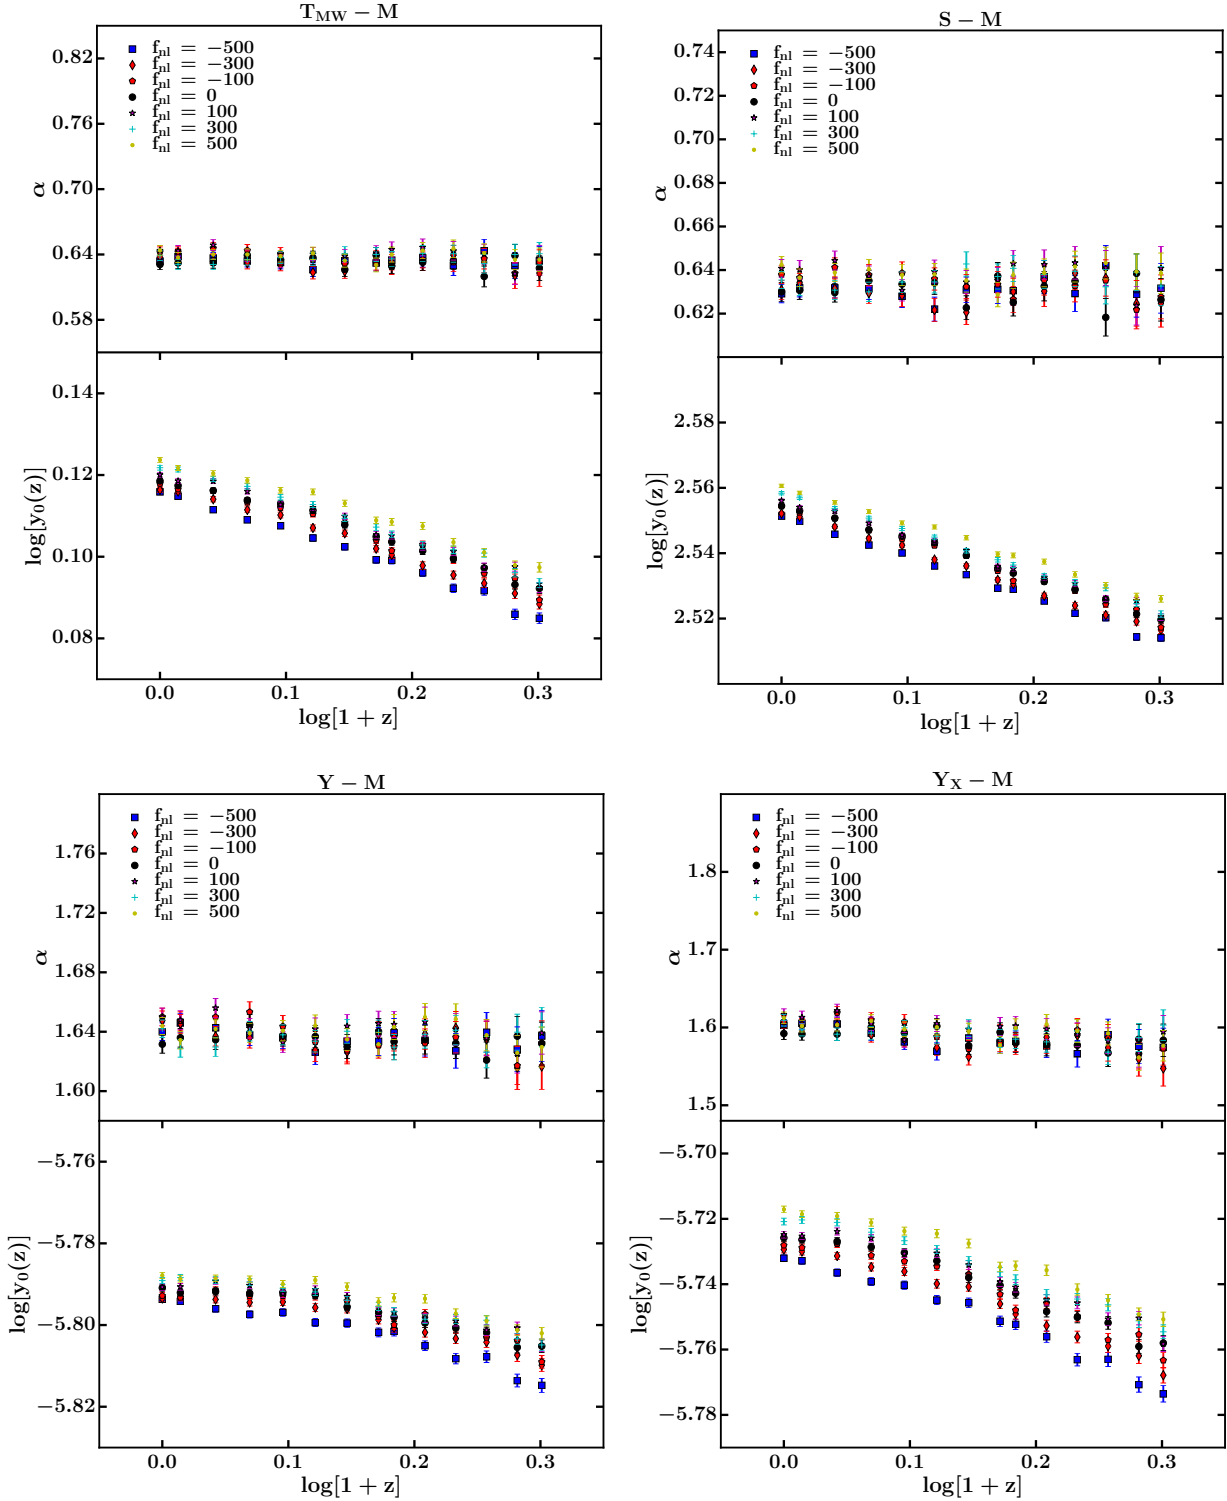 T_MW − M
0.82
0.76
0.70
0.64
0.58
α
f_nl = −500
f_nl = −300
f_nl = −100
f_nl = 0
f_nl = 100
f_nl = 300
f_nl = 500
0.14
0.12
0.10
0.08
log[y_0(z)]
0.0 0.1 0.2 0.3
log[1 + z]
S − M
0.74
0.72
0.70
0.68
0.66
0.64
0.62
α
f_nl = −500
f_nl = −300
f_nl = −100
f_nl = 0
f_nl = 100
f_nl = 300
f_nl = 500
2.58
2.56
2.54
2.52
log[y_0(z)]
0.0 0.1 0.2 0.3
log[1 + z]
Y − M
1.76
1.72
1.68
1.64
1.60
α
f_nl = −500
f_nl = −300
f_nl = −100
f_nl = 0
f_nl = 100
f_nl = 300
f_nl = 500
−5.76
−5.78
−5.80
−5.82
log[y_0(z)]
0.0 0.1 0.2 0.3
log[1 + z]
Y_X − M
1.8
1.7
1.6
1.5
α
f_nl = −500
f_nl = −300
f_nl = −100
f_nl = 0
f_nl = 100
f_nl = 300
f_nl = 500
−5.70
−5.72
−5.74
−5.76
−5.78
log[y_0(z)]
0.0 0.1 0.2 0.3
log[1 + z]